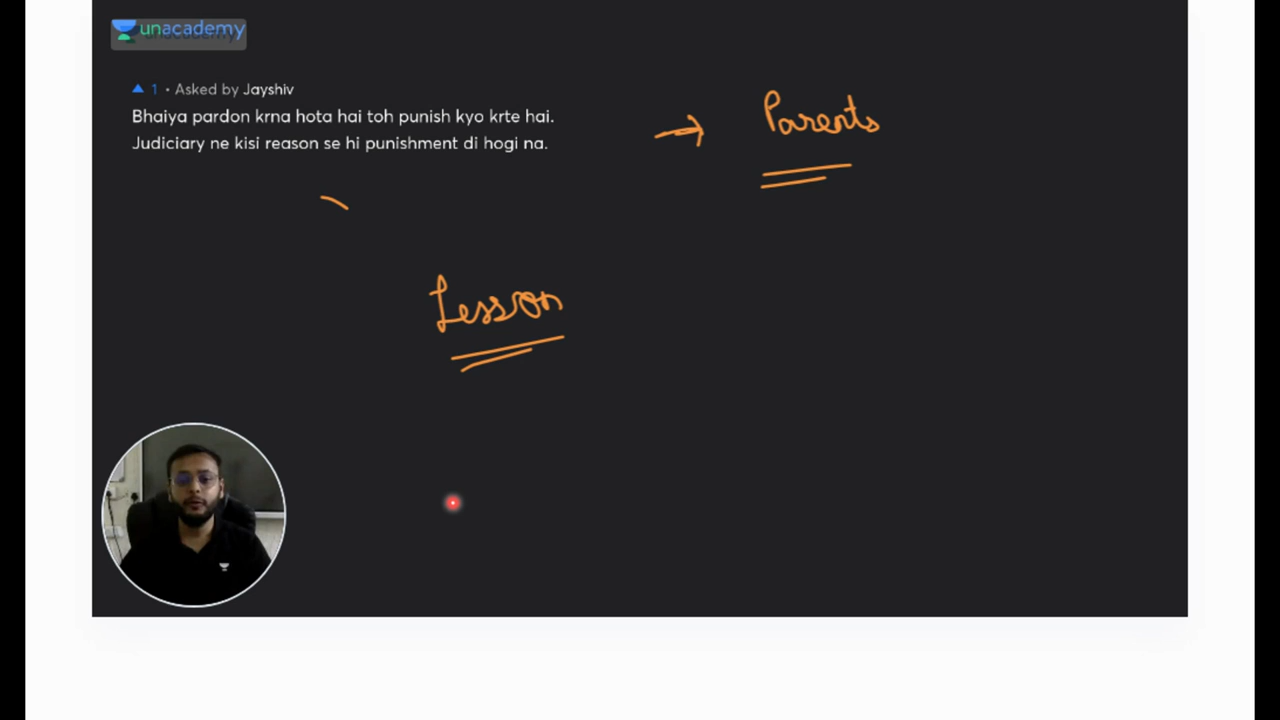 unacademy
1 • Asked by Jayshiv
Bhaiya pardon krna hota hai toh punish kyo krte hai.
Judiciary ne kisi reason se hi punishment di hogi na.
Parents
Lesson